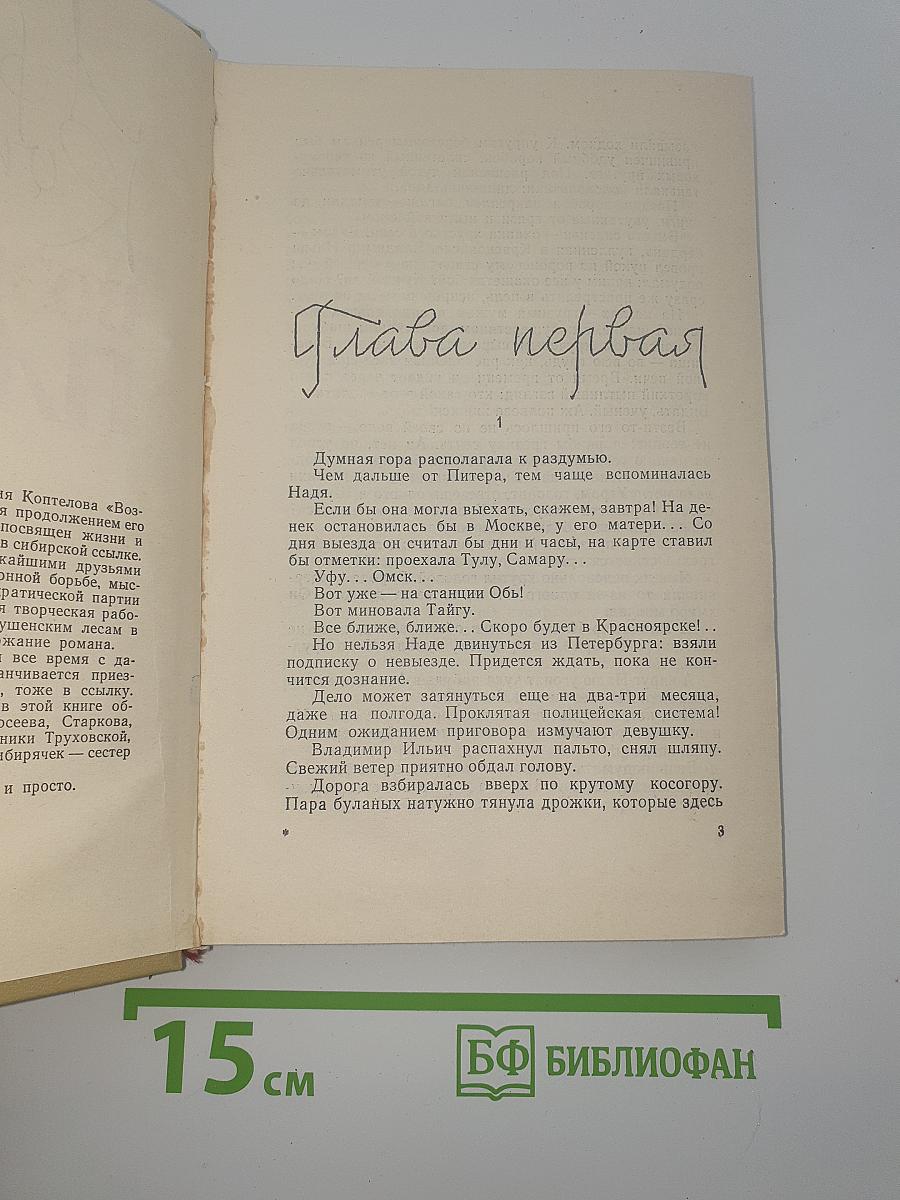 ня Коптелова «Воз-
я продолжением его
посвящен жизни и
в сибирской ссылке.
жайшими друзьями
онной борьбе, мыс-
кратической партии
я творческая рабо-
ушенским лесам в
ржание романа.
и все время с да-
анчивается приез-
, тоже в ссылку.
в этой книге об-
рсеева, Старкова,
ники Труховской,
ибирячек — сестер
и просто.
Глава первая
1
Думная гора располагала к раздумью.
Чем дальше от Питера, тем чаще вспоминалась
Надя.
Если бы она могла выехать, скажем, завтра! На де-
нек остановилась бы в Москве, у его матери... Со
дня выезда он считал бы дни и часы, на карте ставил
бы отметки: проехала Тулу, Самару...
Уфу... Омск...
Вот уже — на станции Обь!
Вот миновала Тайгу.
Все ближе, ближе... Скоро будет в Красноярске!..
Но нельзя Наде двинуться из Петербурга: взяли
подписку о невыезде. Придется ждать, пока не кон-
чится дознание.
Дело может затянуться еще на два-три месяца,
даже на полгода. Проклятая полицейская система!
Одним ожиданием приговора измучают девушку.
Владимир Ильич распахнул пальто, снял шляпу.
Свежий ветер приятно обдал голову.
Дорога взбиралась вверх по крутому косогору.
Пара буланых натужно тянула дрожки, которые здесь
*
3
15 см
БФ БИБЛИОФАН